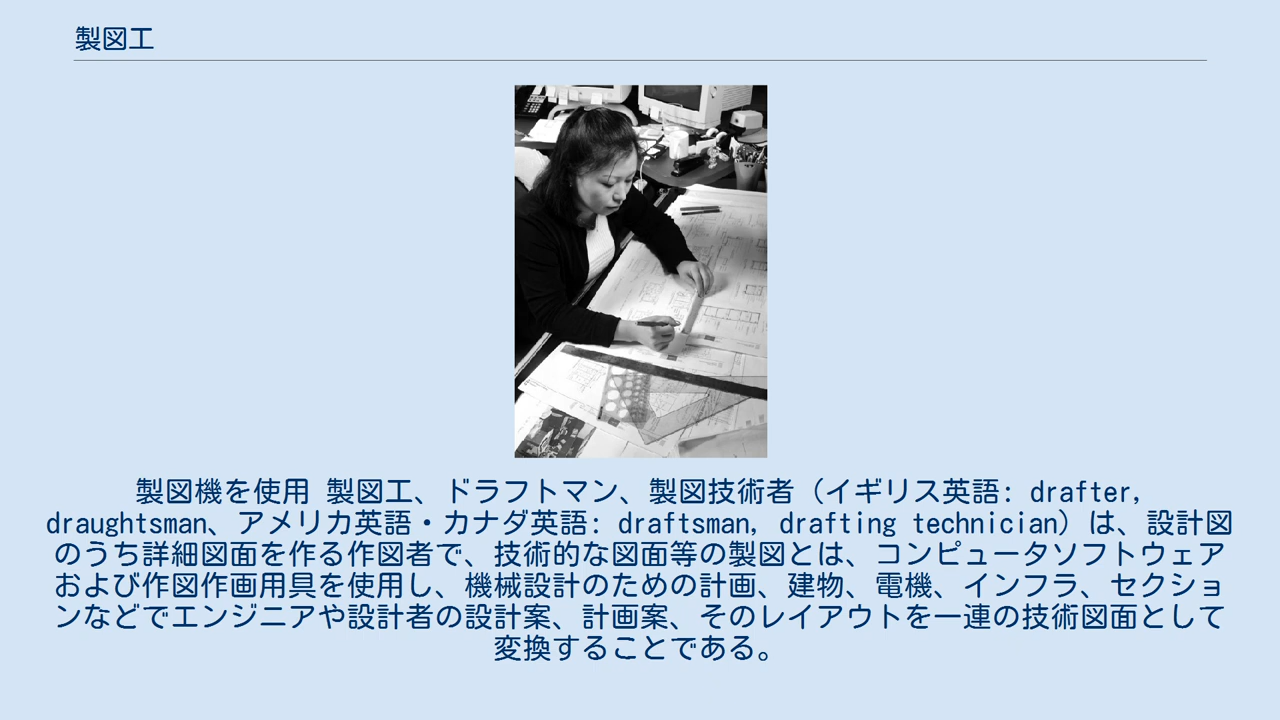 製図工
製図機を使用 製図工、ドラフトマン、製図技術者（イギリス英語: drafter,
draughtsman、アメリカ英語・カナダ英語: draftsman, drafting technician）は、設計図
のうち詳細図面を作る作図者で、技術的な図面等の製図とは、コンピュータソフトウェア
および作図作画用具を使用し、機械設計のための計画、建物、電機、インフラ、セクショ
ンなどでエンジニアや設計者の設計案、計画案、そのレイアウトを一連の技術図面として
変換することである。